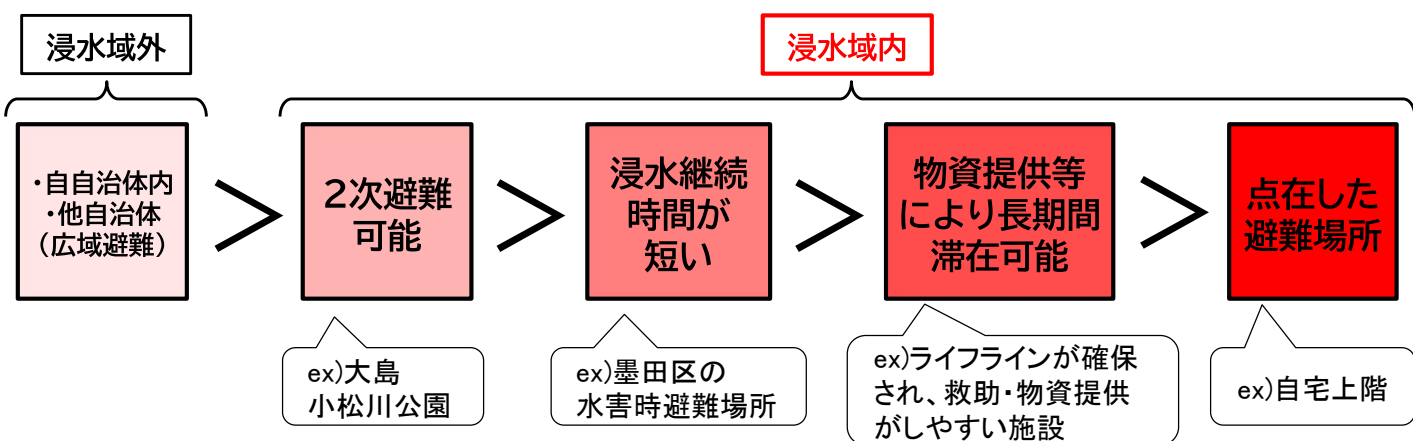 浸水域外
浸水域内
・自自治体内
・他自治体
（広域避難）
＞
２次避難
可能
＞
浸水継続
時間が
短い
＞
物資提供等
により長期間
滞在可能
＞
点在した
避難場所
ex)大島
小松川公園
ex)墨田区の
水害時避難場所
ex)ライフラインが確保
され、救助・物資提供
がしやすい施設
ex)自宅上階